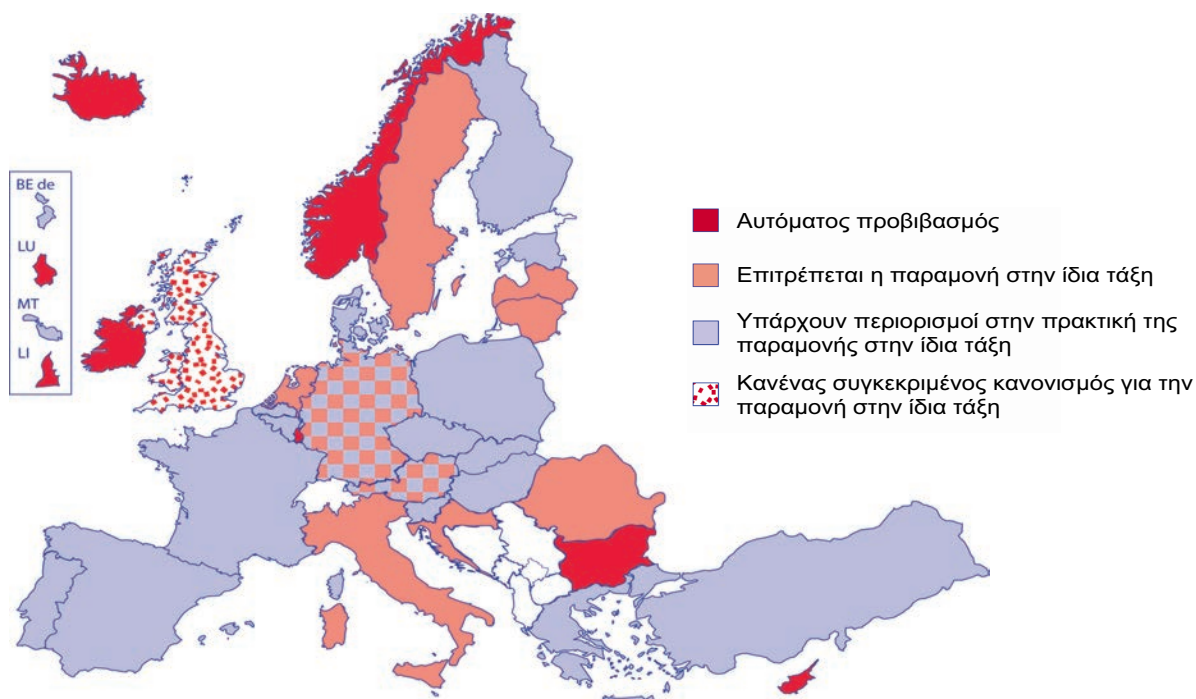 BE de
LU
MT
LI
Αυτόματος προβιβασμός
Επιτρέπεται η παραμονή στην ίδια τάξη
Υπάρχουν περιορισμοί στην πρακτική της
παραμονής στην ίδια τάξη
Κανένας συγκεκριμένος κανονισμός για την
παραμονή στην ίδια τάξη